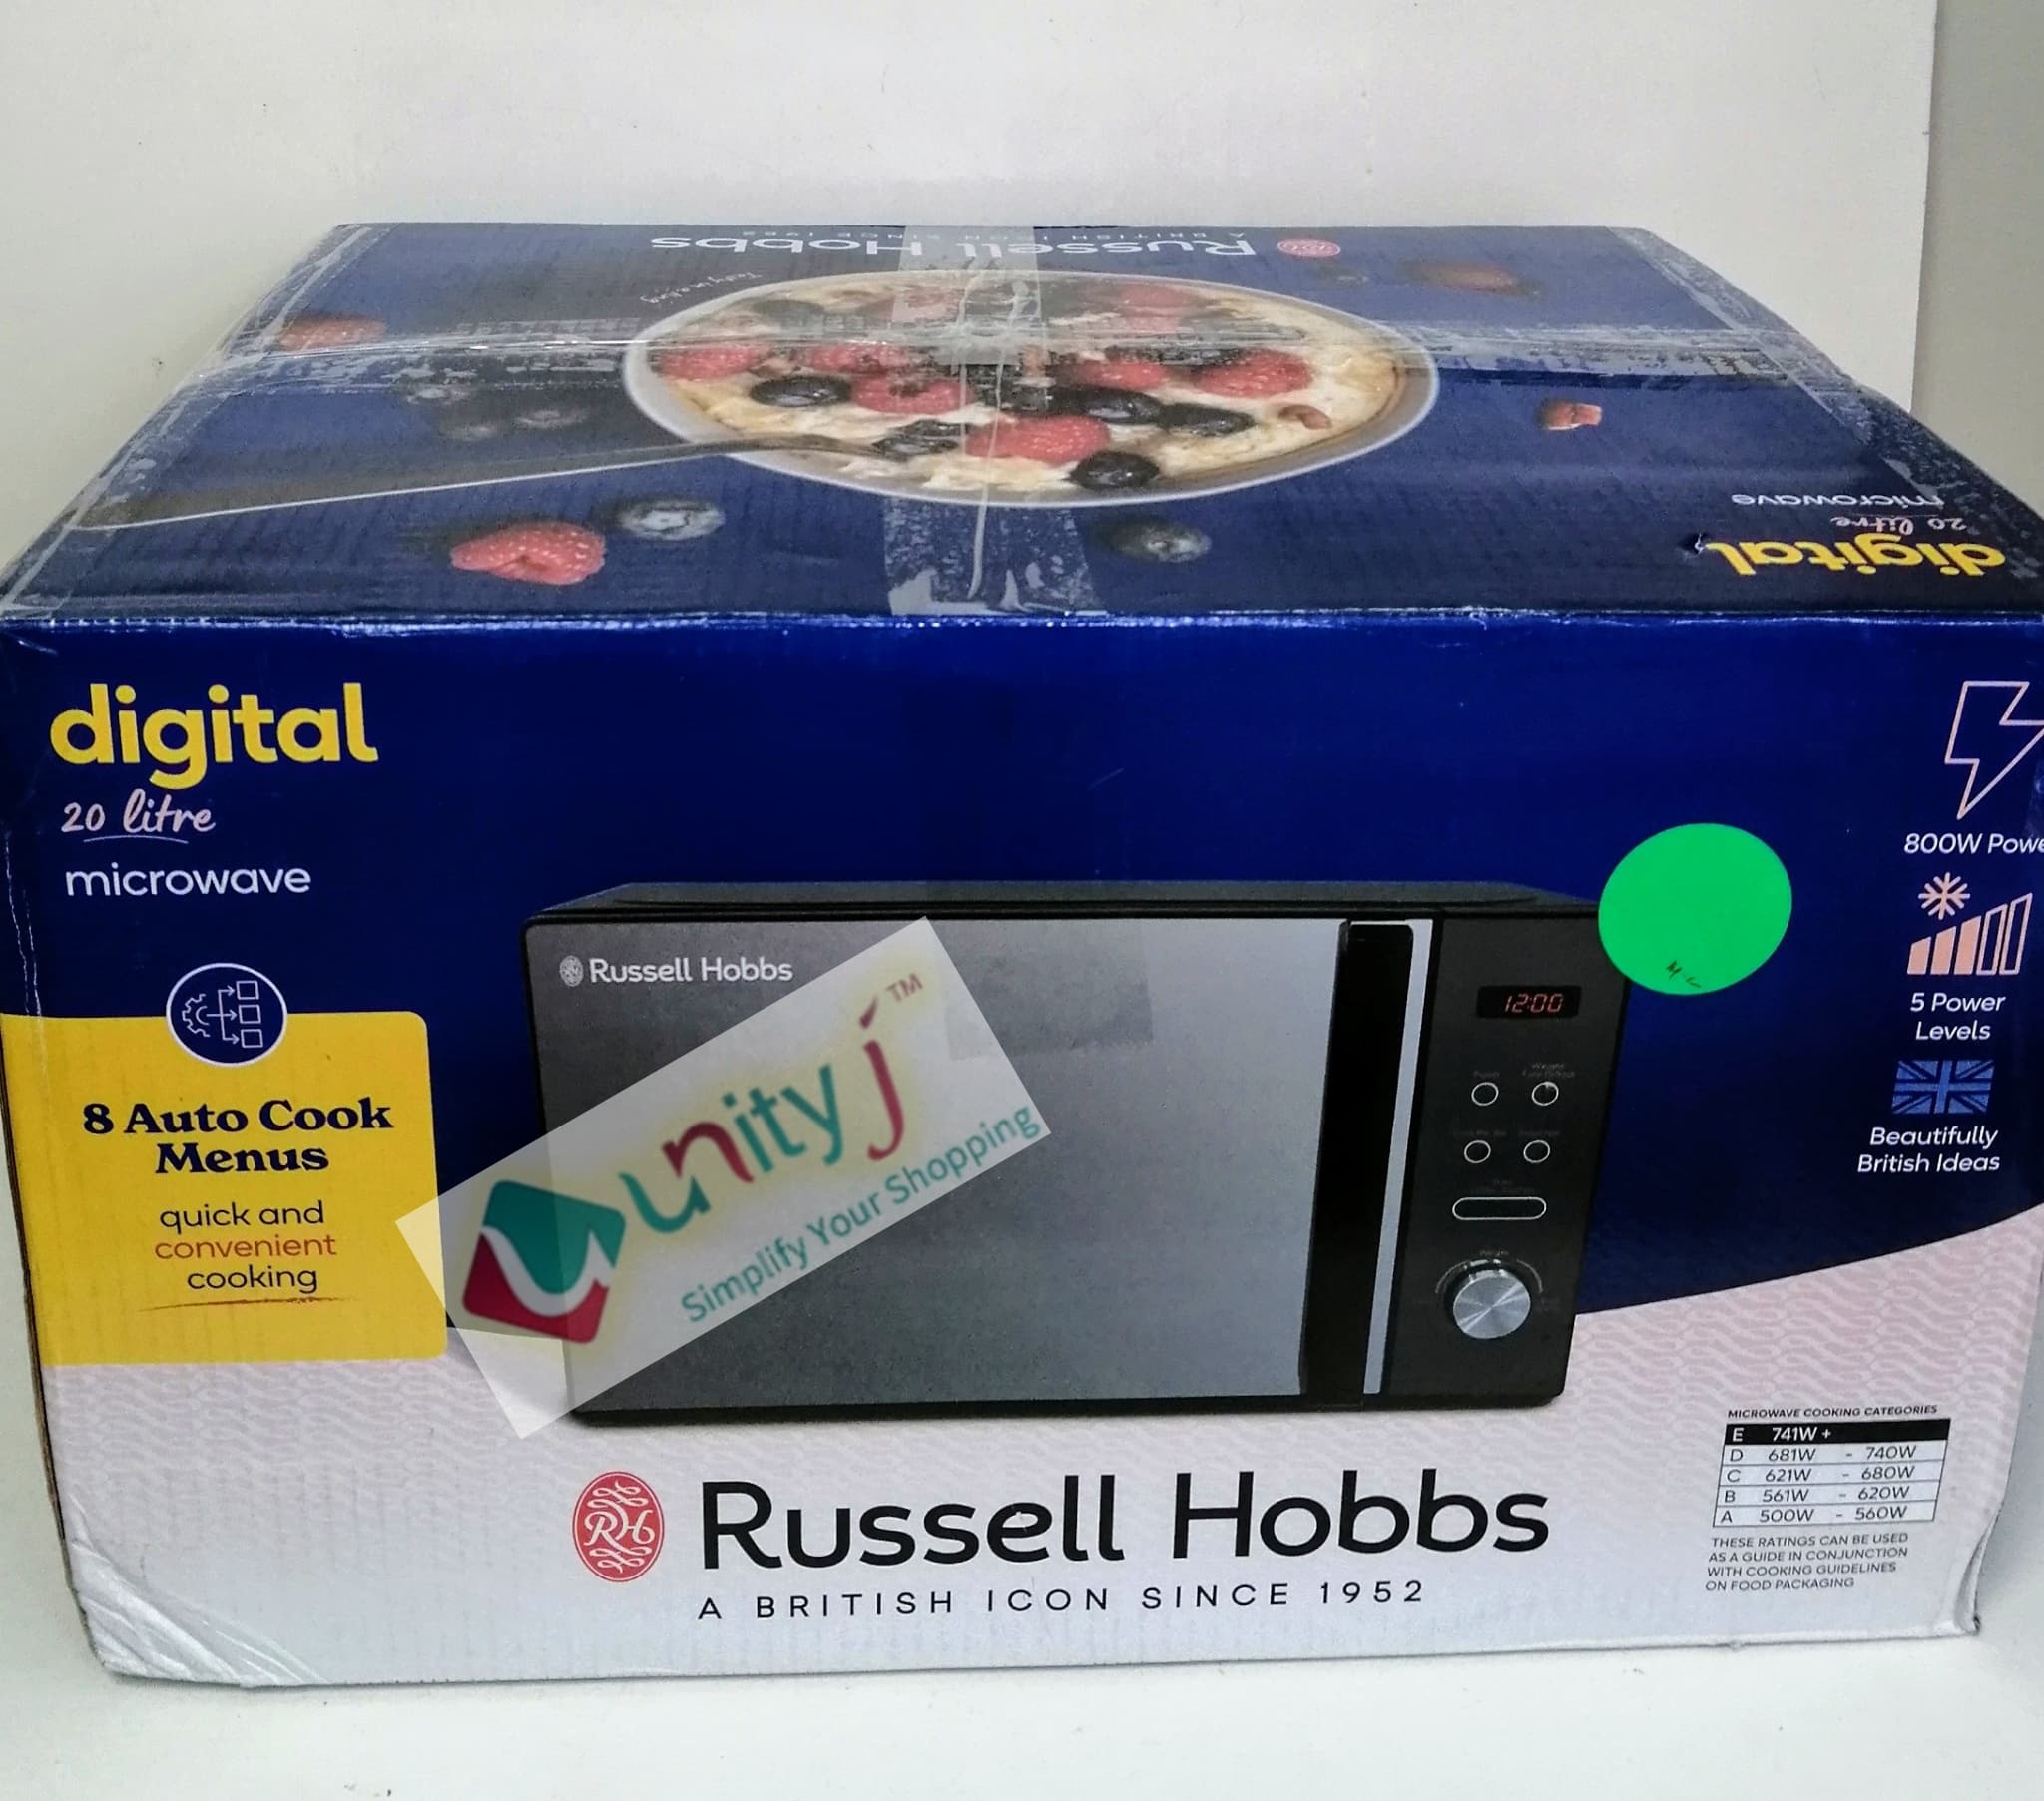 Russell Hobbs
A BRITISH ICON SINCE 1952
microwave
20 litre
digital
digital
20 litre
microwave
800W Powe
5 Power
Levels
Beautifully
British Ideas
8 Auto Cook
Menus
quick and
convenient
cooking
Russell Hobbs
12:00
unityj™
Simplify Your Shopping
Russell Hobbs
A BRITISH ICON SINCE 1952
MICROWAVE COOKING CATEGORIES
E 741W +
D 681W - 740W
C 621W - 680W
B 561W - 620W
A 500W - 560W
THESE RATINGS CAN BE USED
AS A GUIDE IN CONJUNCTION
WITH COOKING GUIDELINES
ON FOOD PACKAGING